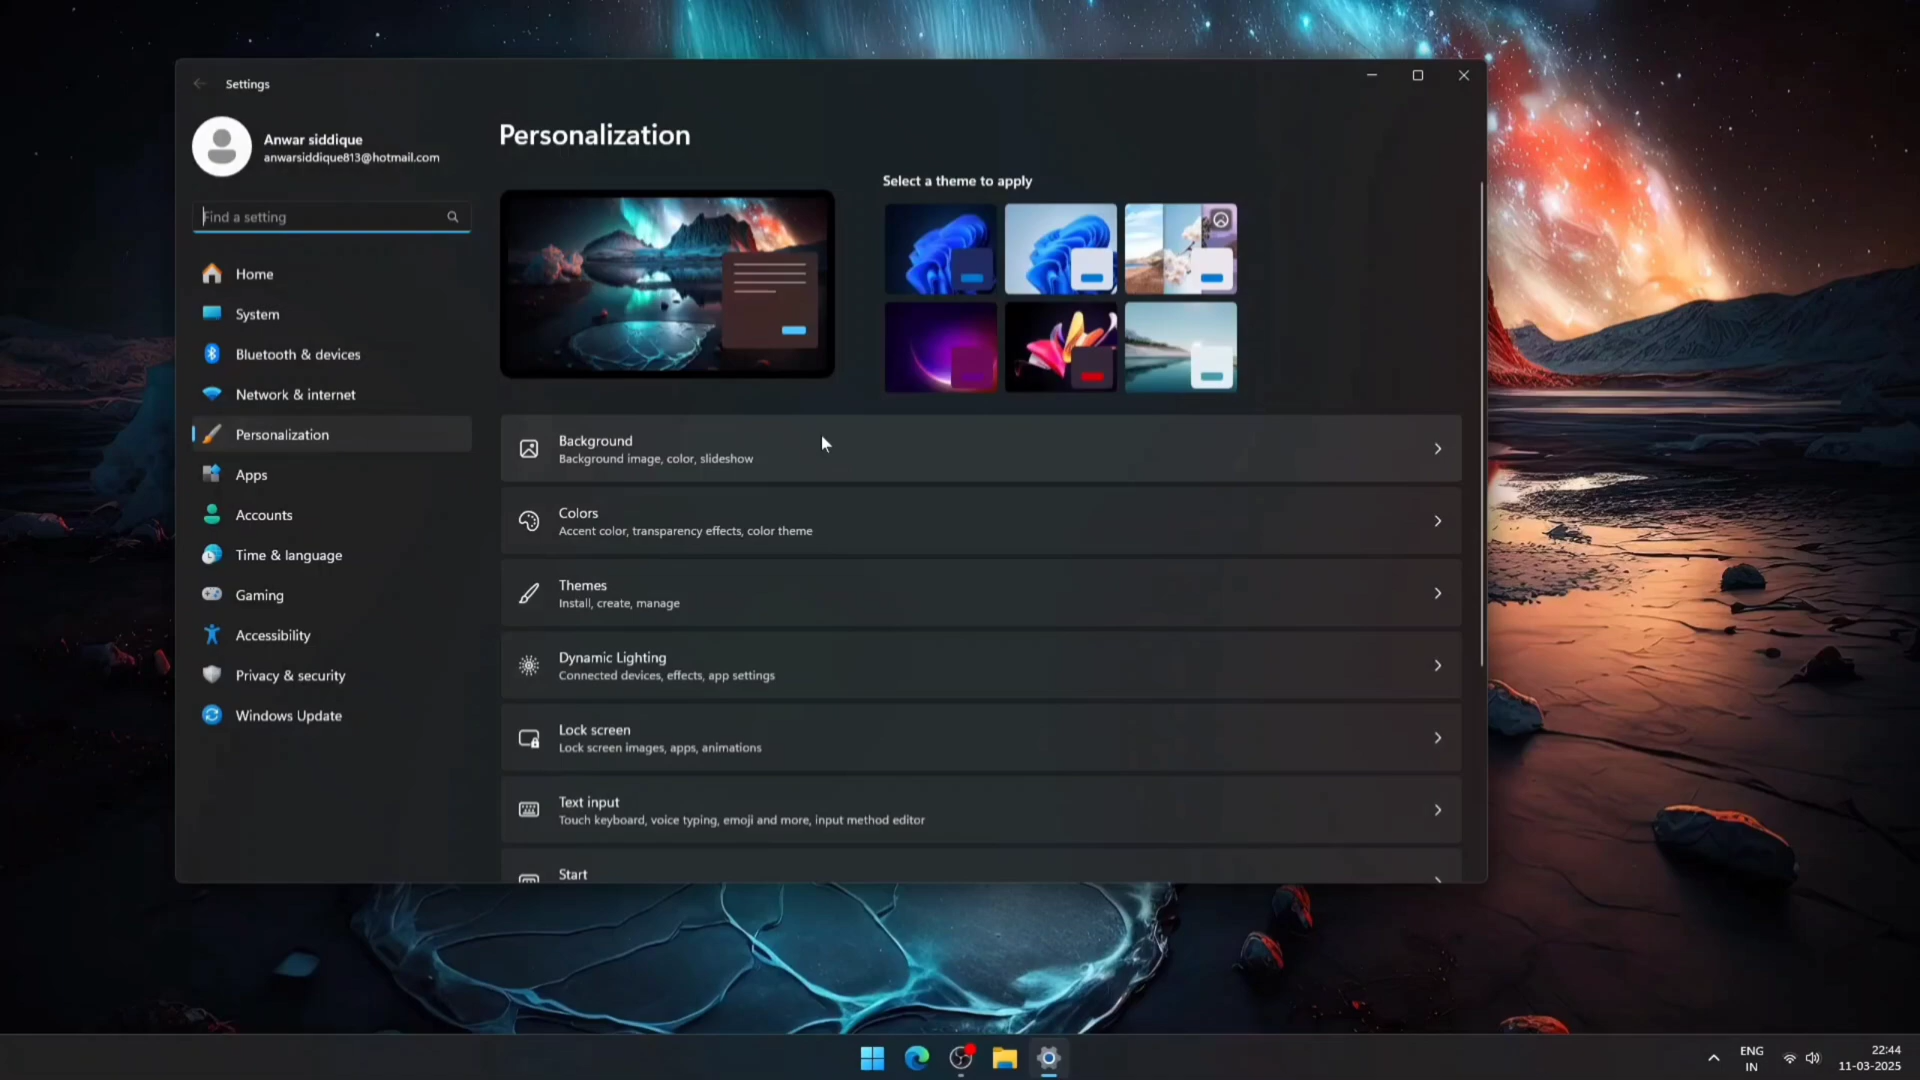 Settings
Anwar siddique
anwarsiddique813@hotmail.com
Find a setting
Home
System
Bluetooth & devices
Network & internet
Personalization
Apps
Accounts
Time & language
Gaming
Accessibility
Privacy & security
Windows Update
Personalization
Select a theme to apply
Background
Background image, color, slideshow
Colors
Accent color, transparency effects, color theme
Themes
Install, create, manage
Dynamic Lighting
Connected devices, effects, app settings
Lock screen
Lock screen images, apps, animations
Text input
Touch keyboard, voice typing, emoji and more, input method editor
Start
ENG
IN
22:44
11-03-2025